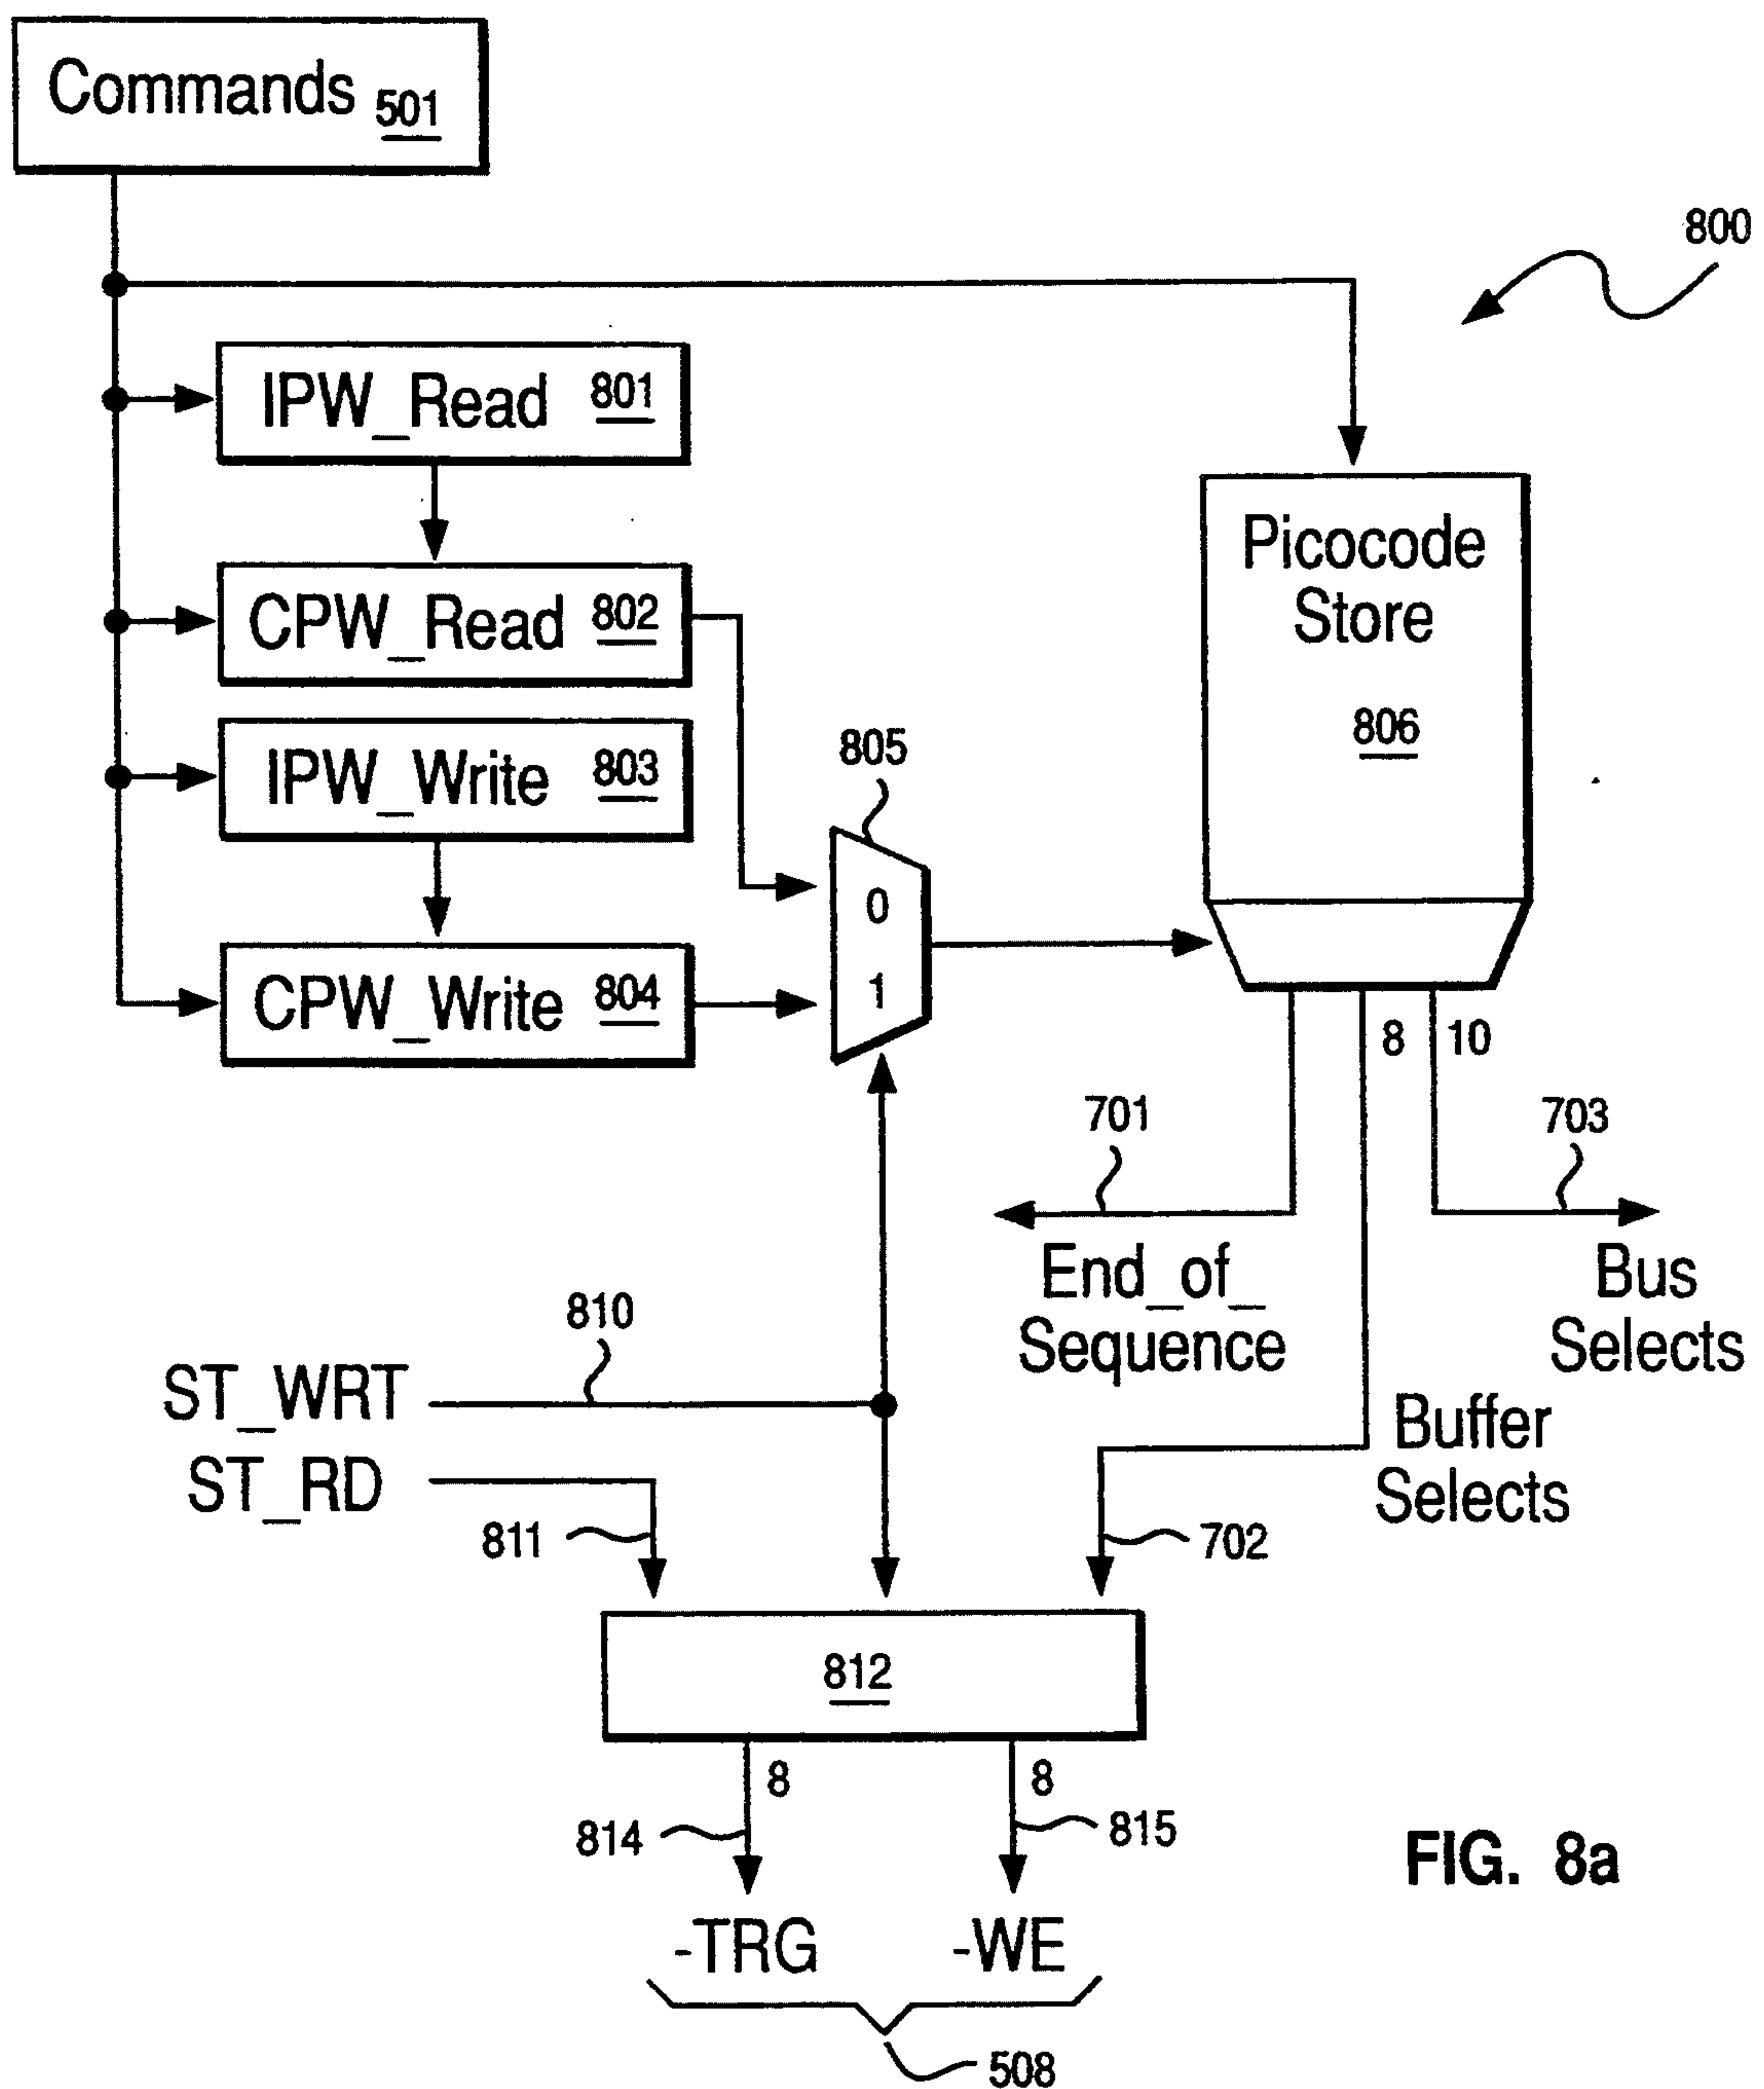 Commands 501
800
IPW_Read 801
CPW_Read 802
Picocode
Store
806
IPW_Write 803
805
0
1
CPW_Write 804
8
10
701
703
End_of_
Sequence
Bus
Selects
810
ST_WRT
ST_RD
811
Buffer
Selects
702
812
8
8
814
815
FIG. 8a
-TRG
-WE
508